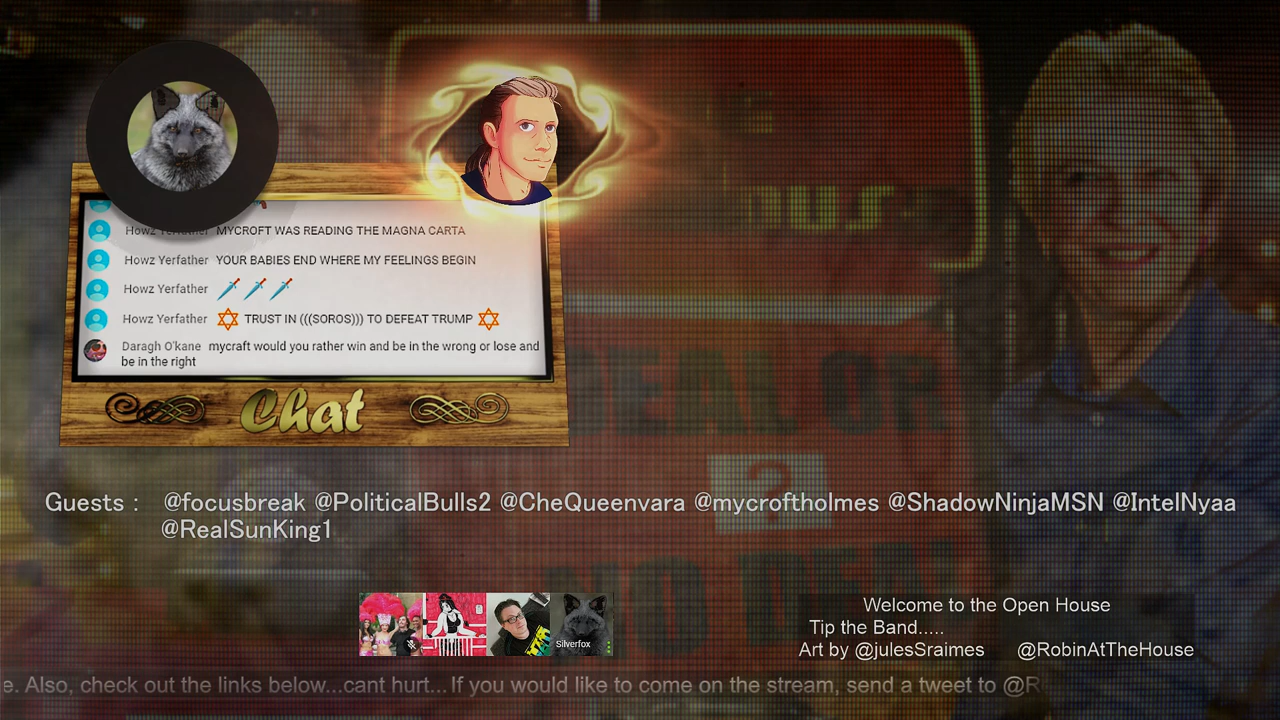 Howz Yerfather MYCROFT WAS READING THE MAGNA CARTA
Howz Yerfather YOUR BABIES END WHERE MY FEELINGS BEGIN
Howz Yerfather 🗡🗡🗡
Howz Yerfather 🔯 TRUST IN (((SOROS))) TO DEFEAT TRUMP 🔯
Daragh O'kane mycraft would you rather win and be in the wrong or lose and
be in the right
Chat
DEAL OR
?
NO DEAL
Guests : @focusbreak @PoliticalBulls2 @CheQueenvara @mycroftholmes @ShadowNinjaMSN @IntelNyaa
@RealSunKing1
Silverfox
Welcome to the Open House
Tip the Band.....
Art by @julesSraimes @RobinAtTheHouse
e. Also, check out the links below...cant hurt... If you would like to come on the stream, send a tweet to @R